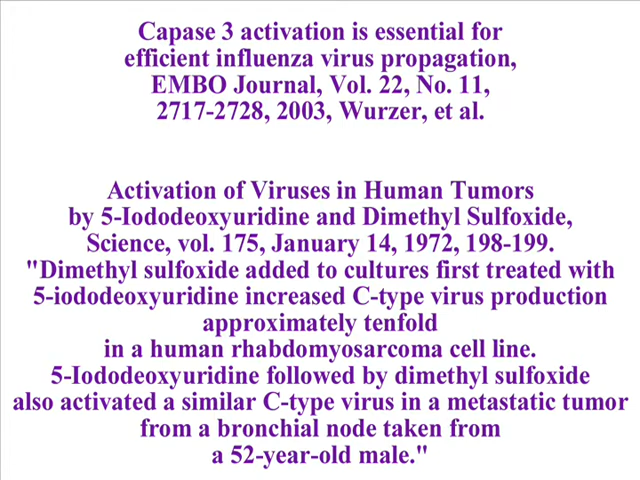 Capase 3 activation is essential for
efficient influenza virus propagation,
EMBO Journal, Vol. 22, No. 11,
2717-2728, 2003, Wurzer, et al.
Activation of Viruses in Human Tumors
by 5-Iododeoxyuridine and Dimethyl Sulfoxide,
Science, vol. 175, January 14, 1972, 198-199.
"Dimethyl sulfoxide added to cultures first treated with
5-iododeoxyuridine increased C-type virus production
approximately tenfold
in a human rhabdomyosarcoma cell line.
5-Iododeoxyuridine followed by dimethyl sulfoxide
also activated a similar C-type virus in a metastatic tumor
from a bronchial node taken from
a 52-year-old male."